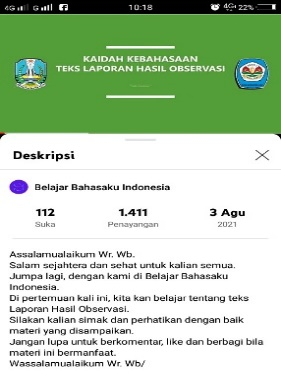 4G G 10:18 4G 22%
KAIDAH KEBAHASAAN
TEKS LAPORAN HASIL OBSERVASI
Deskripsi
Belajar Bahasaku Indonesia
112 1.411 3 Agu
Suka Penayangan 2021
Assalamualaikum Wr. Wb.
Salam sejahtera dan sehat untuk kalian semua.
Jumpa lagi, dengan kami di Belajar Bahasaku
Indonesia.
Di pertemuan kali ini, kita kan belajar tentang teks
Laporan Hasil Observasi.
Silakan kalian simak dan perhatikan dengan baik
materi yang disampaikan.
Jangan lupa untuk berkomentar, like dan berbagi bila
materi ini bermanfaat.
Wassalamualaikum Wr. Wb/